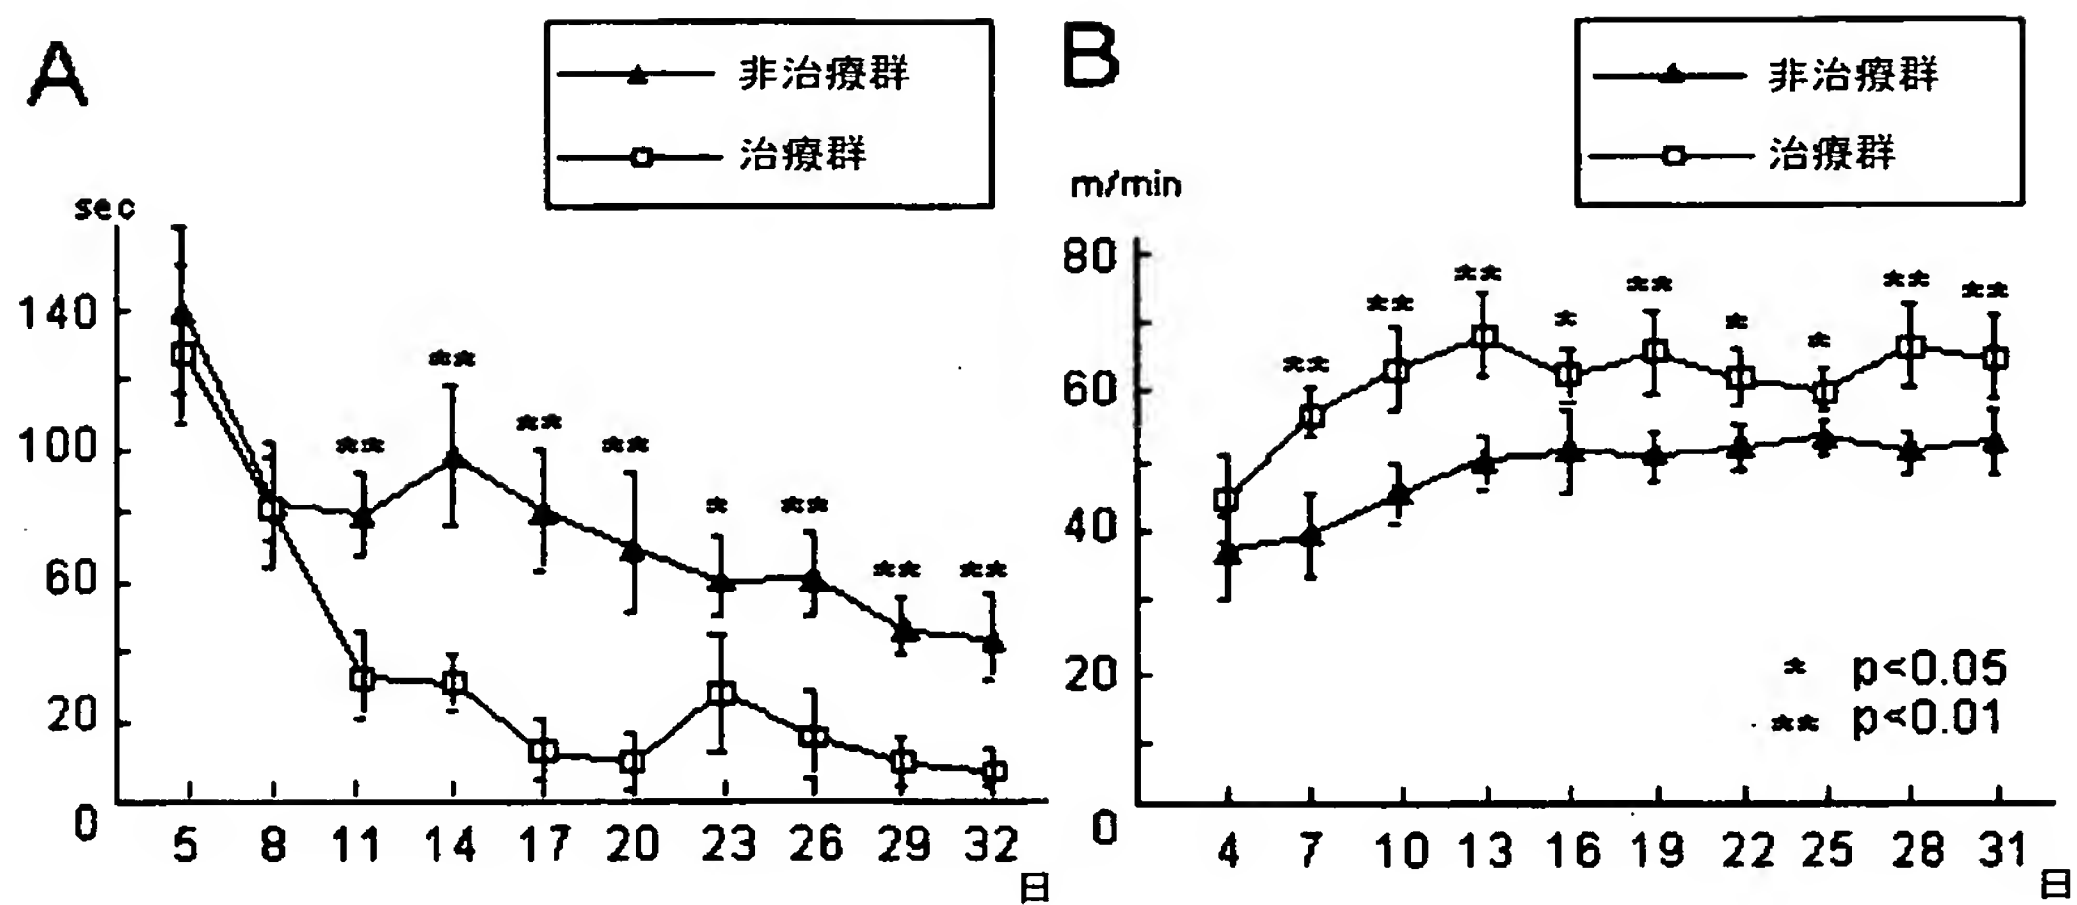 A
非治療群
治療群
sec
140
100
60
20
0
** ** ** ** * ** ** **
5 8 11 14 17 20 23 26 29 32
日
B
非治療群
治療群
m/min
80
60
40
20
0
** ** ** * ** * * ** **
* p<0.05
** p<0.01
4 7 10 13 16 19 22 25 28 31
日